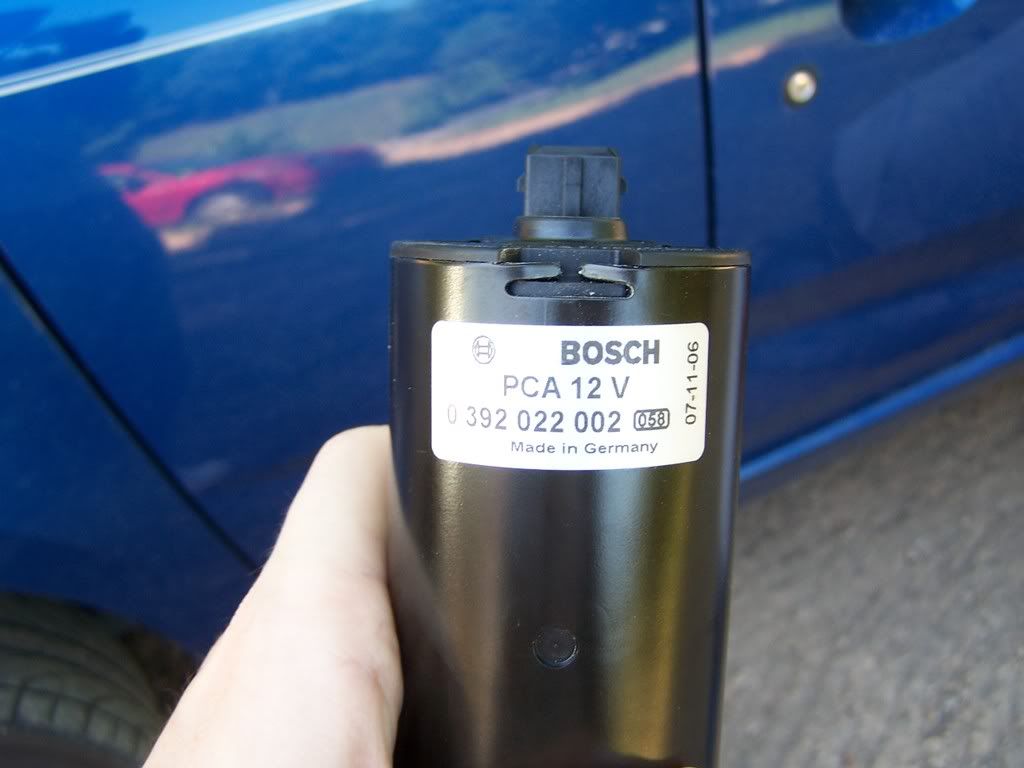 BOSCH
PCA 12 V
0 392 022 002 058
Made in Germany
07-11-06